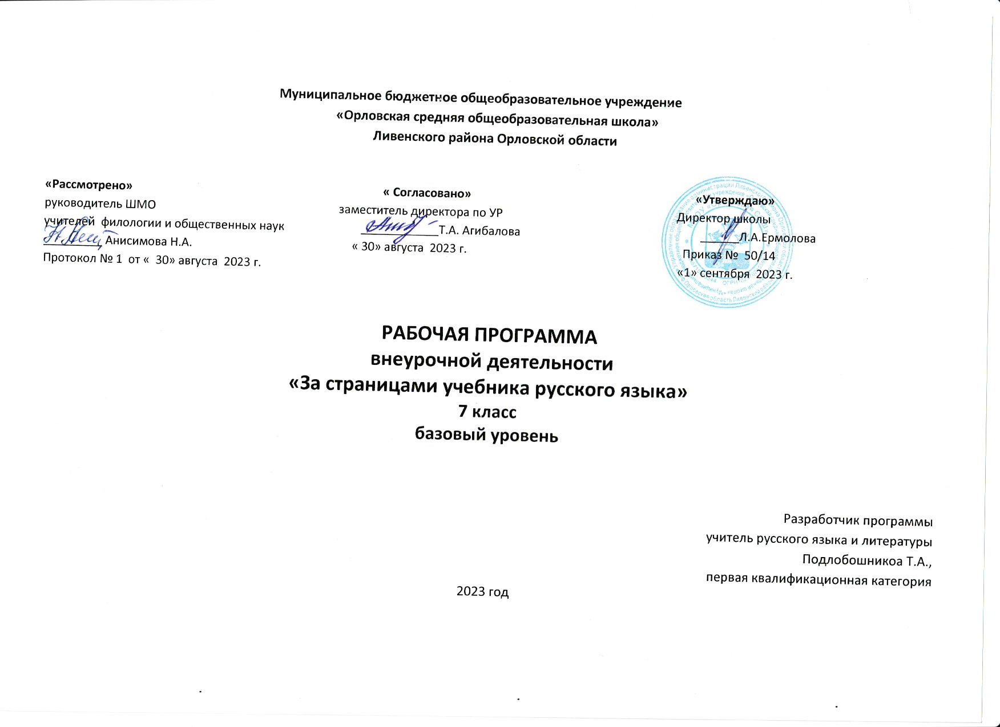 Муниципальное бюджетное общеобразовательное учреждение
«Орловская средняя общеобразовательная школа»
Ливенского района Орловской области
«Рассмотрено»
руководитель ШМО
учителей филологии и общественных наук
Анисимова Н.А.
Протокол № 1 от « 30» августа 2023 г.
« Согласовано»
заместитель директора по УР
Т.А. Агибалова
« 30» августа 2023 г.
«Утверждаю»
Директор школы
Л.А.Ермолова
Приказ № 50/14
«1» сентября 2023 г.
РАБОЧАЯ ПРОГРАММА
внеурочной деятельности
«За страницами учебника русского языка»
7 класс
базовый уровень
Разработчик программы
учитель русского языка и литературы
Подлобошникоа Т.А.,
первая квалификационная категория
2023 год